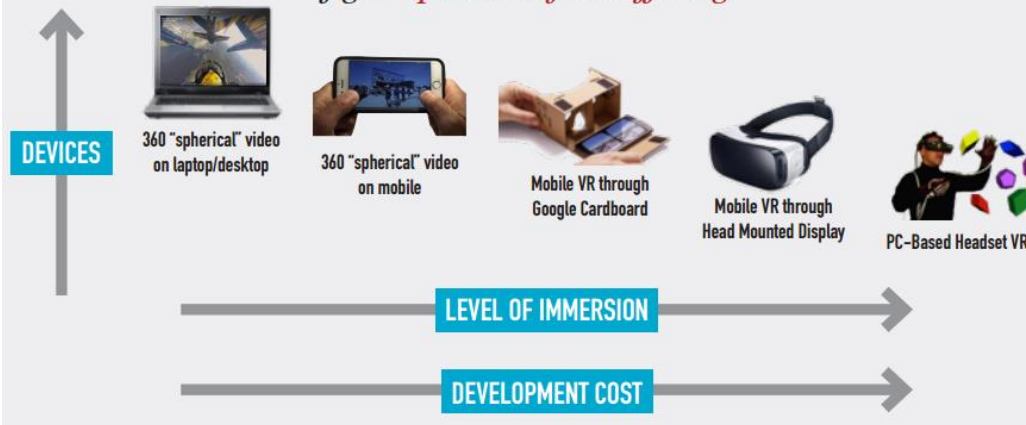 DEVICES
360 "spherical" video
on laptop/desktop
360 "spherical" video
on mobile
Mobile VR through
Google Cardboard
Mobile VR through
Head Mounted Display
PC-Based Headset VR
LEVEL OF IMMERSION
DEVELOPMENT COST